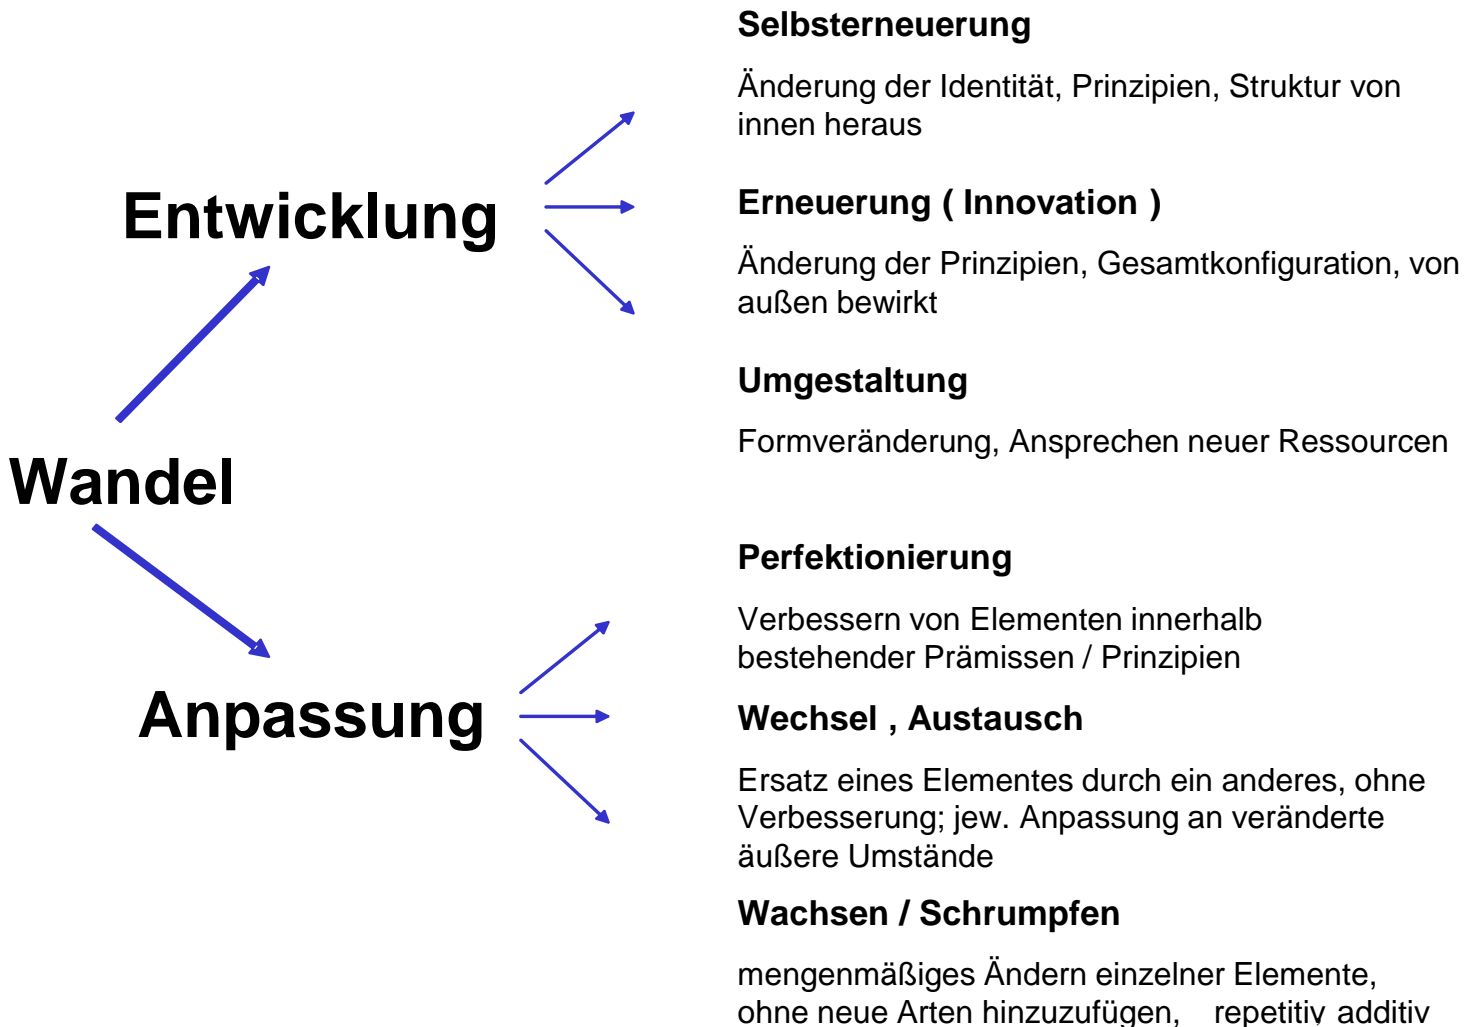 Selbsterneuerung
Änderung der Identität, Prinzipien, Struktur von
innen heraus
Entwicklung
Erneuerung ( Innovation )
Änderung der Prinzipien, Gesamtkonfiguration, von
außen bewirkt
Umgestaltung
Formveränderung, Ansprechen neuer Ressourcen
Wandel
Perfektionierung
Verbessern von Elementen innerhalb
bestehender Prämissen / Prinzipien
Anpassung
Wechsel , Austausch
Ersatz eines Elementes durch ein anderes, ohne
Verbesserung; jew. Anpassung an veränderte
äußere Umstände
Wachsen / Schrumpfen
mengenmäßiges Ändern einzelner Elemente,
ohne neue Arten hinzuzufügen, repetitiv additiv